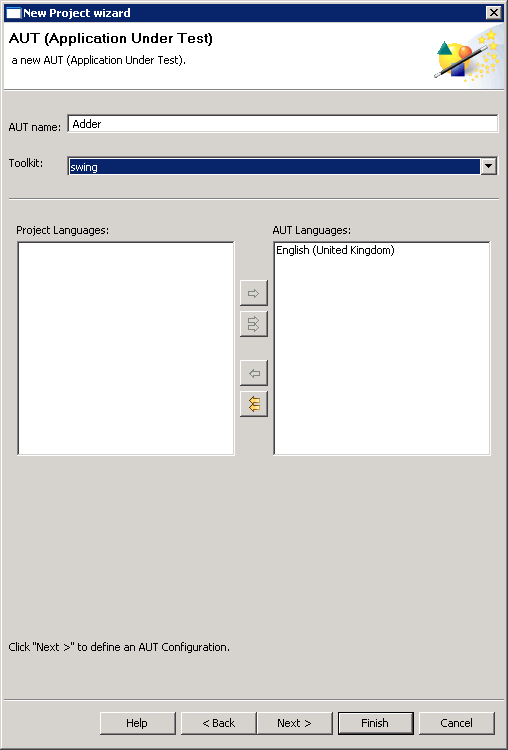 New Project wizard
AUT (Application Under Test)
a new AUT (Application Under Test).
AUT name: Adder
Toolkit: swing
Project Languages: AUT Languages:
English (United Kingdom)
Click "Next >" to define an AUT Configuration.
Help < Back Next > Finish Cancel